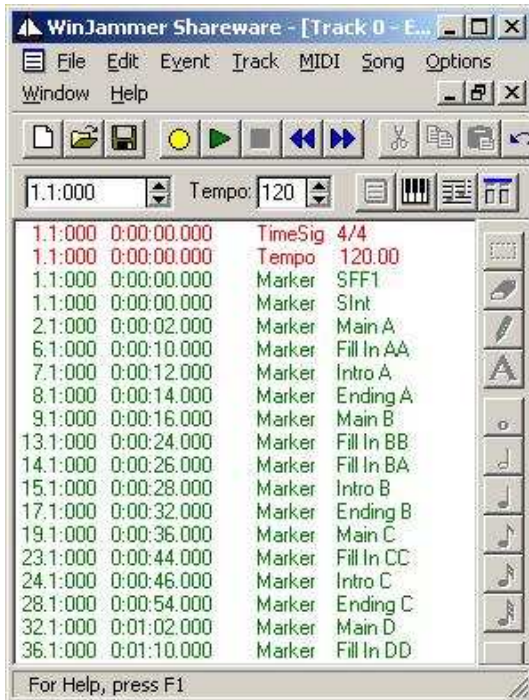 WinJammer Shareware - [Track 0 - E...
File Edit Event Track MIDI Song Options
Window Help
1.1:000 Tempo: 120
1.1:000 0:00:00.000 TimeSig 4/4
1.1:000 0:00:00.000 Tempo 120.00
1.1:000 0:00:00.000 Marker SFF1
1.1:000 0:00:00.000 Marker SInt
2.1:000 0:00:02.000 Marker Main A
6.1:000 0:00:10.000 Marker Fill In AA
7.1:000 0:00:12.000 Marker Intro A
8.1:000 0:00:14.000 Marker Ending A
9.1:000 0:00:16.000 Marker Main B
13.1:000 0:00:24.000 Marker Fill In BB
14.1:000 0:00:26.000 Marker Fill In BA
15.1:000 0:00:28.000 Marker Intro B
17.1:000 0:00:32.000 Marker Ending B
19.1:000 0:00:36.000 Marker Main C
23.1:000 0:00:44.000 Marker Fill In CC
24.1:000 0:00:46.000 Marker Intro C
28.1:000 0:00:54.000 Marker Ending C
32.1:000 0:01:02.000 Marker Main D
36.1:000 0:01:10.000 Marker Fill In DD
A
For Help, press F1